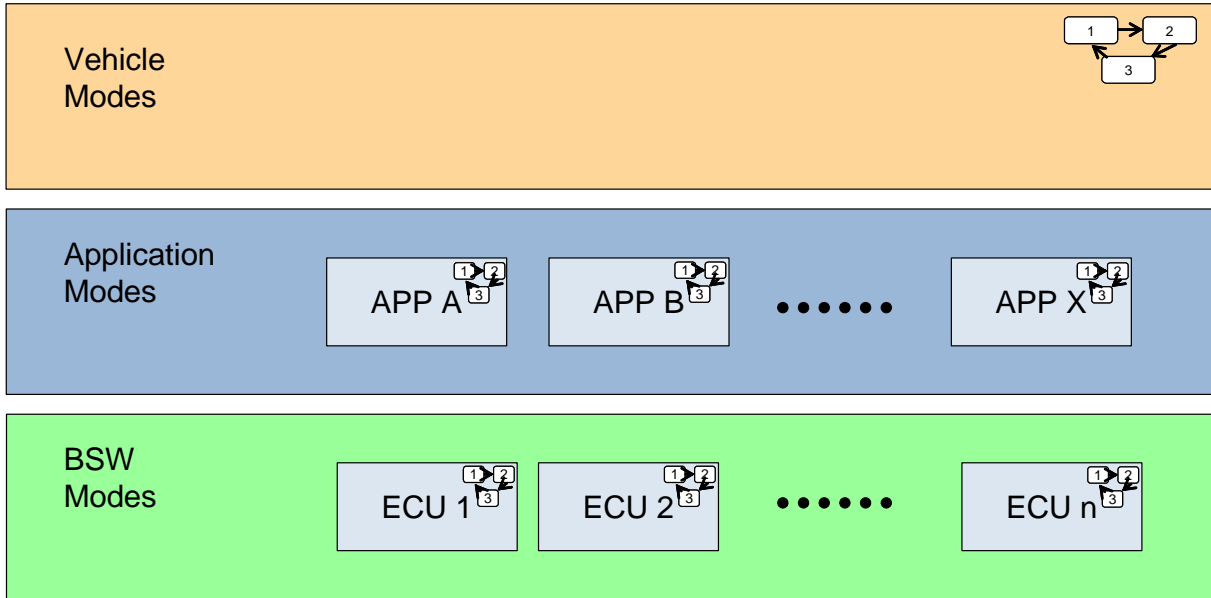 Vehicle
Modes
1 2
3
Application
Modes
1 2
3
APP A
1 2
3
APP B
1 2
3
APP X
BSW
Modes
1 2
3
ECU 1
1 2
3
ECU 2
1 2
3
ECU n